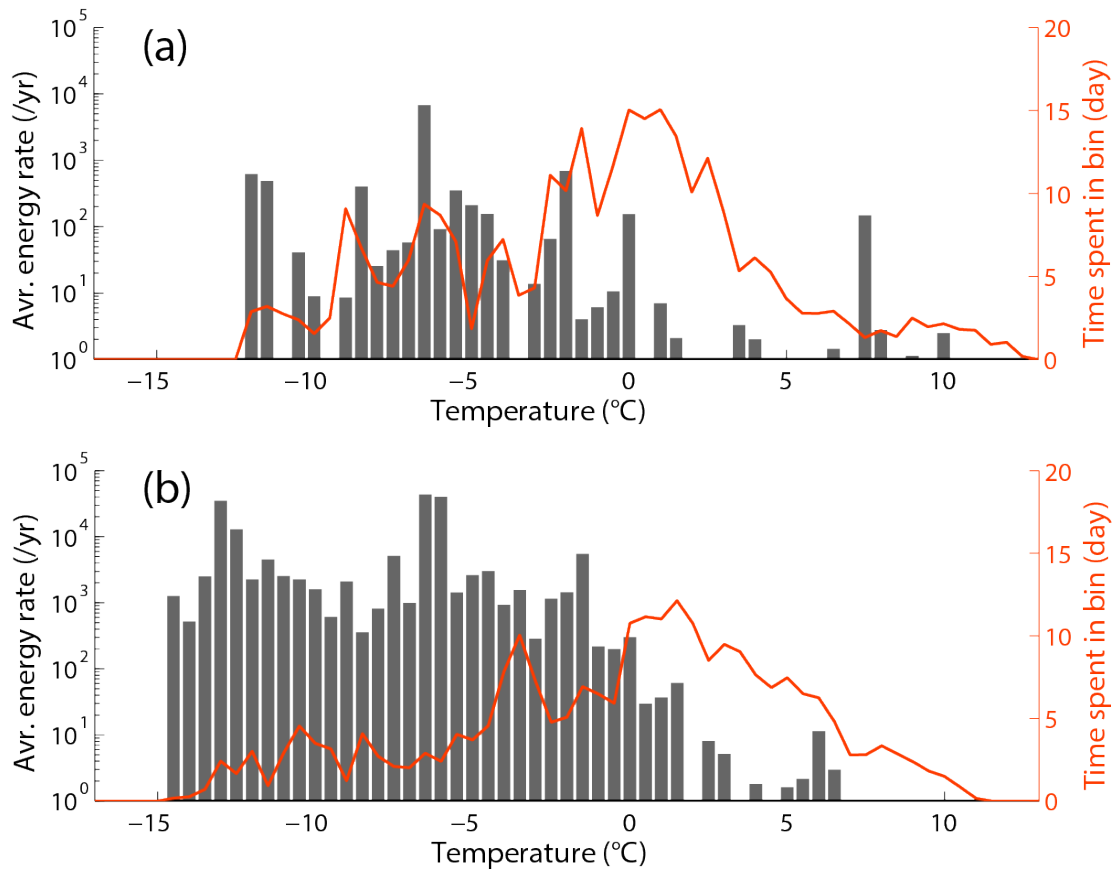 (a)
Avr. energy rate (/yr)
10^5
10^4
10^3
10^2
10^1
10^0
20
15
10
5
0
Time spent in bin (day)
−15 −10 −5 0 5 10
Temperature (°C)
(b)
Avr. energy rate (/yr)
10^5
10^4
10^3
10^2
10^1
10^0
20
15
10
5
0
Time spent in bin (day)
−15 −10 −5 0 5 10
Temperature (°C)